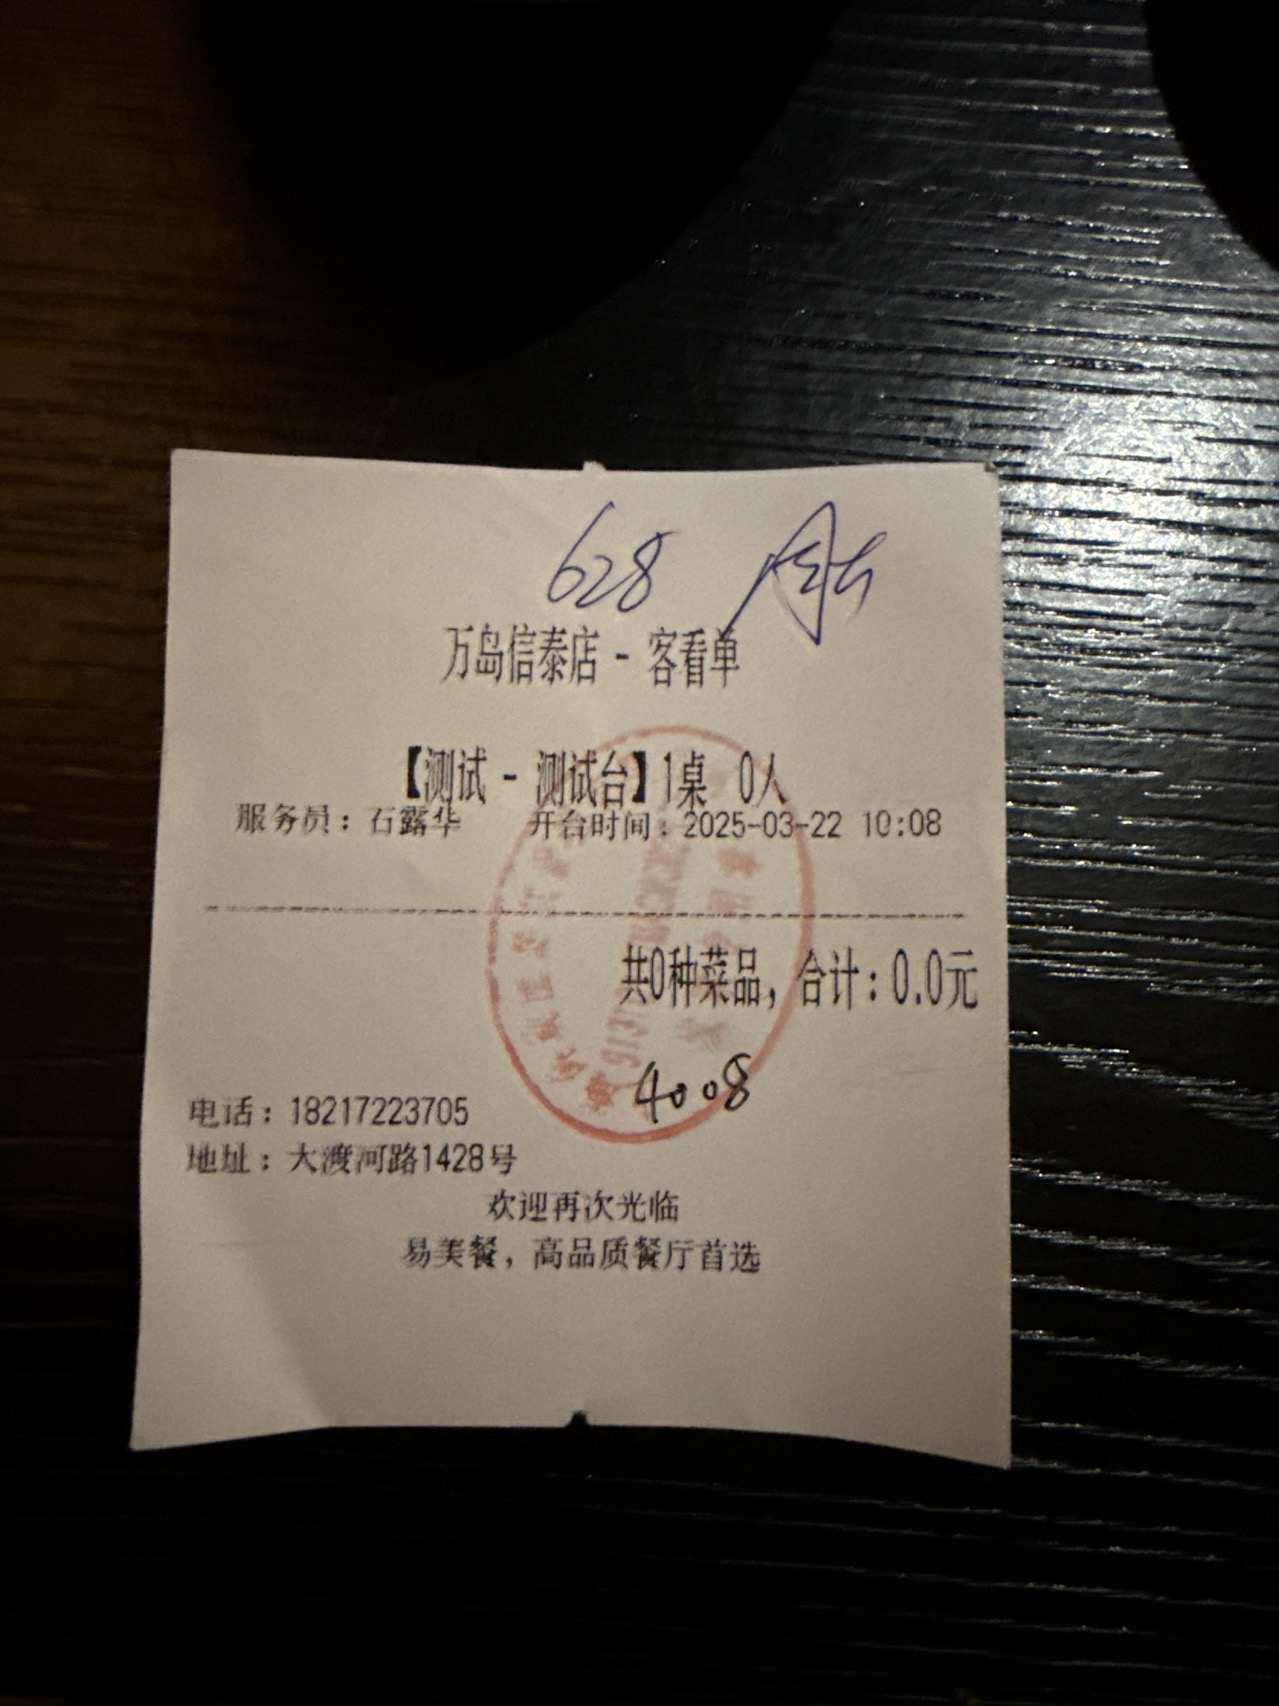 628
万岛信泰店 - 客看单
【测试 - 测试台】1桌 0人
服务员：石露华 开台时间：2025-03-22 10:08
共0种菜品，合计：0.0元
4008
电话：18217223705
地址：大渡河路1428号
欢迎再次光临
易美餐，高品质餐厅首选